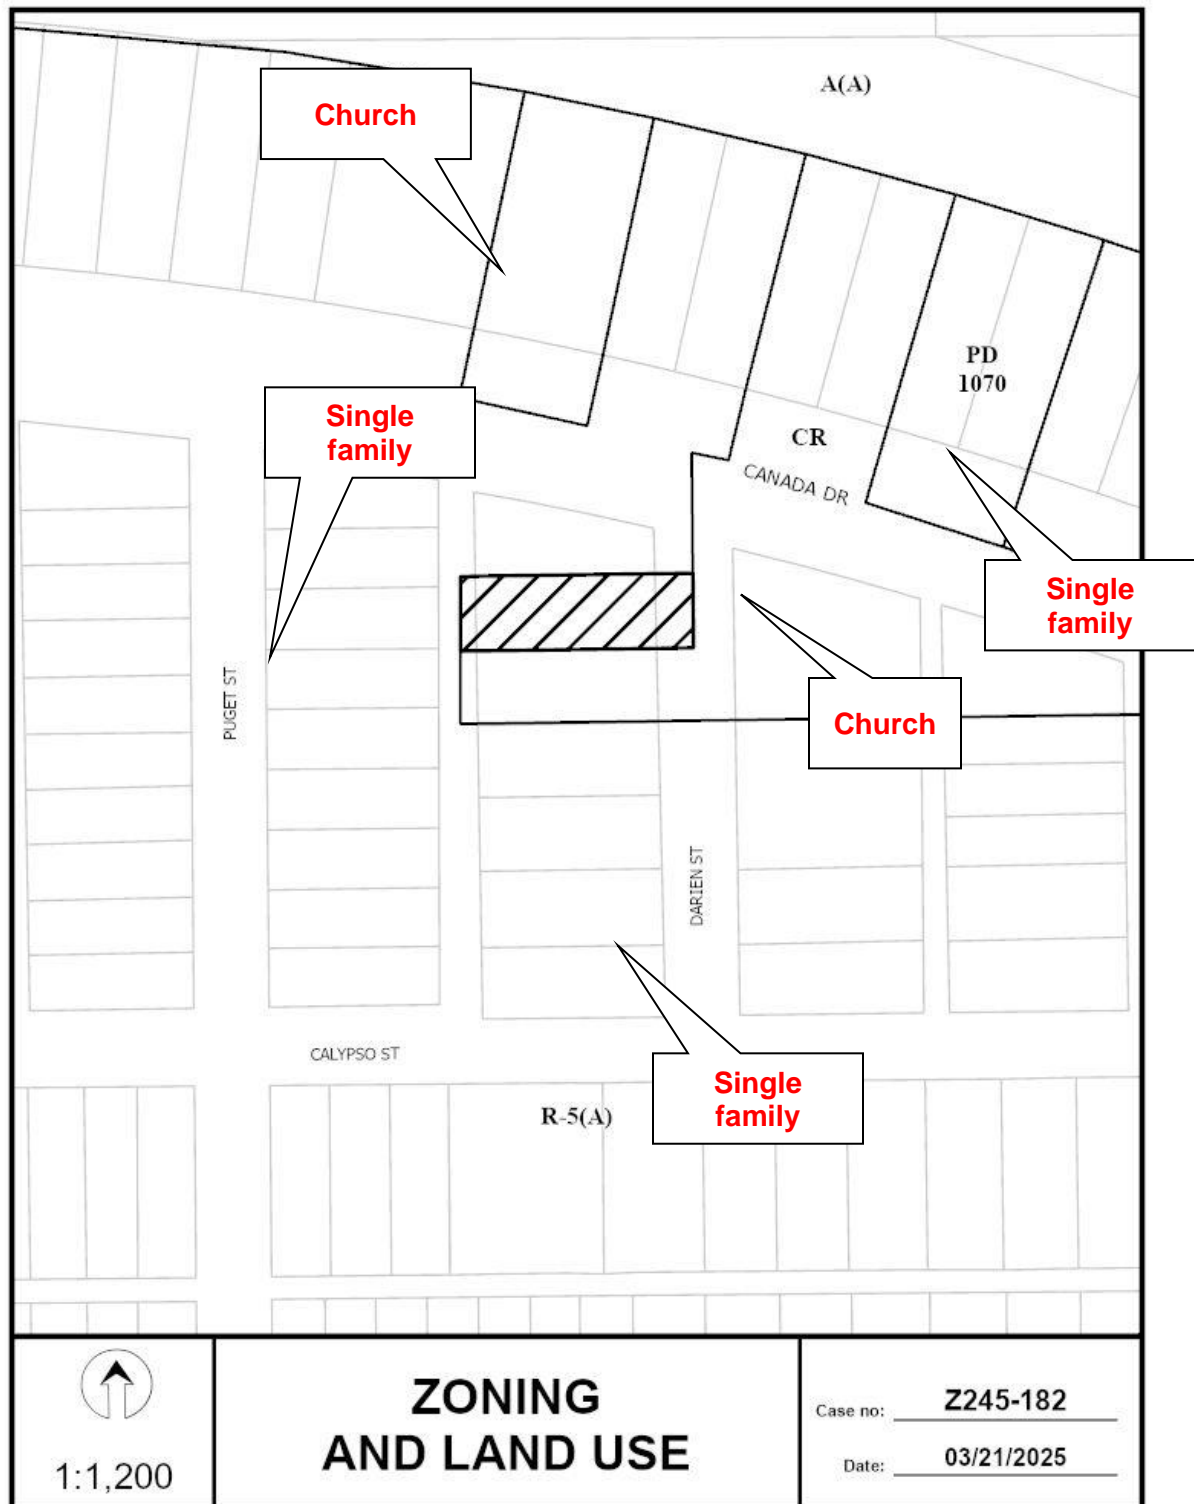 A(A)
Church
PD
1070
Single
family
CR
CANADA DR
Single
family
PUGET ST
Church
DARIEN ST
CALYPSO ST
Single
family
R-5(A)
1:1,200
ZONING
AND LAND USE
Case no: Z245-182
Date: 03/21/2025